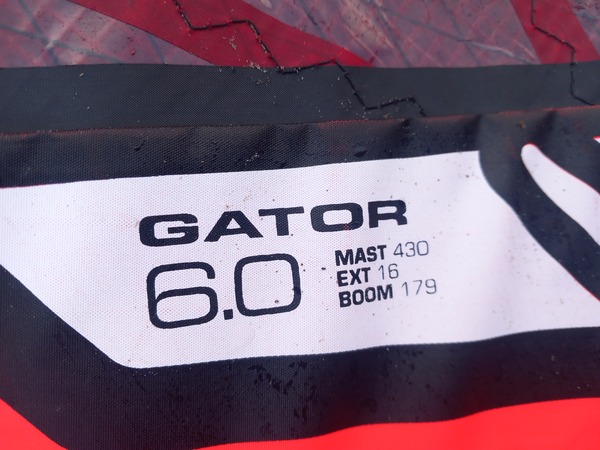 GATOR
6.0
MAST 430
EXT 16
BOOM 179